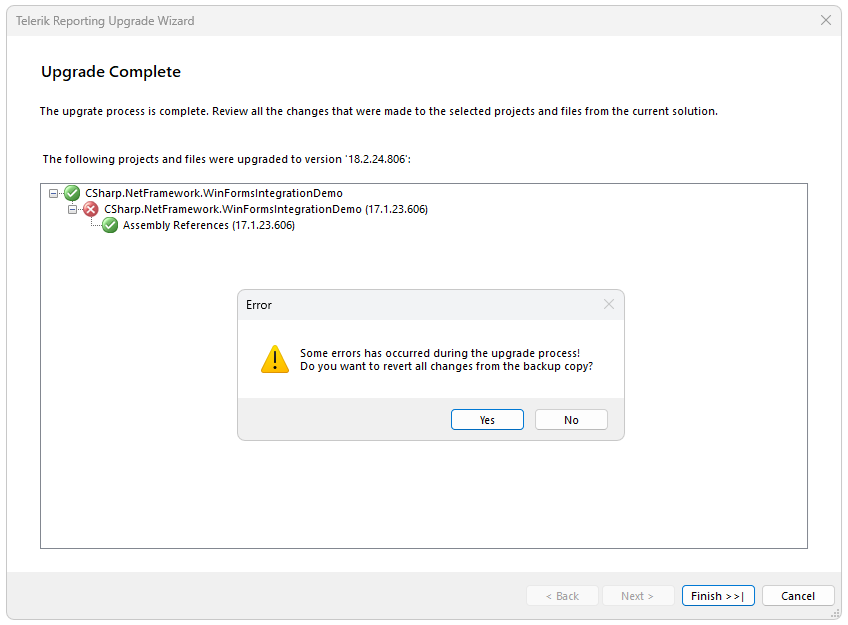 Telerik Reporting Upgrade Wizard
Upgrade Complete
The upgrate process is complete. Review all the changes that were made to the selected projects and files from the current solution.
The following projects and files were upgraded to version '18.2.24.806':
CSharp.NetFramework.WinFormsIntegrationDemo
CSharp.NetFramework.WinFormsIntegrationDemo (17.1.23.606)
Assembly References (17.1.23.606)
Error
Some errors has occurred during the upgrade process!
Do you want to revert all changes from the backup copy?
Yes No
< Back Next > Finish >>| Cancel